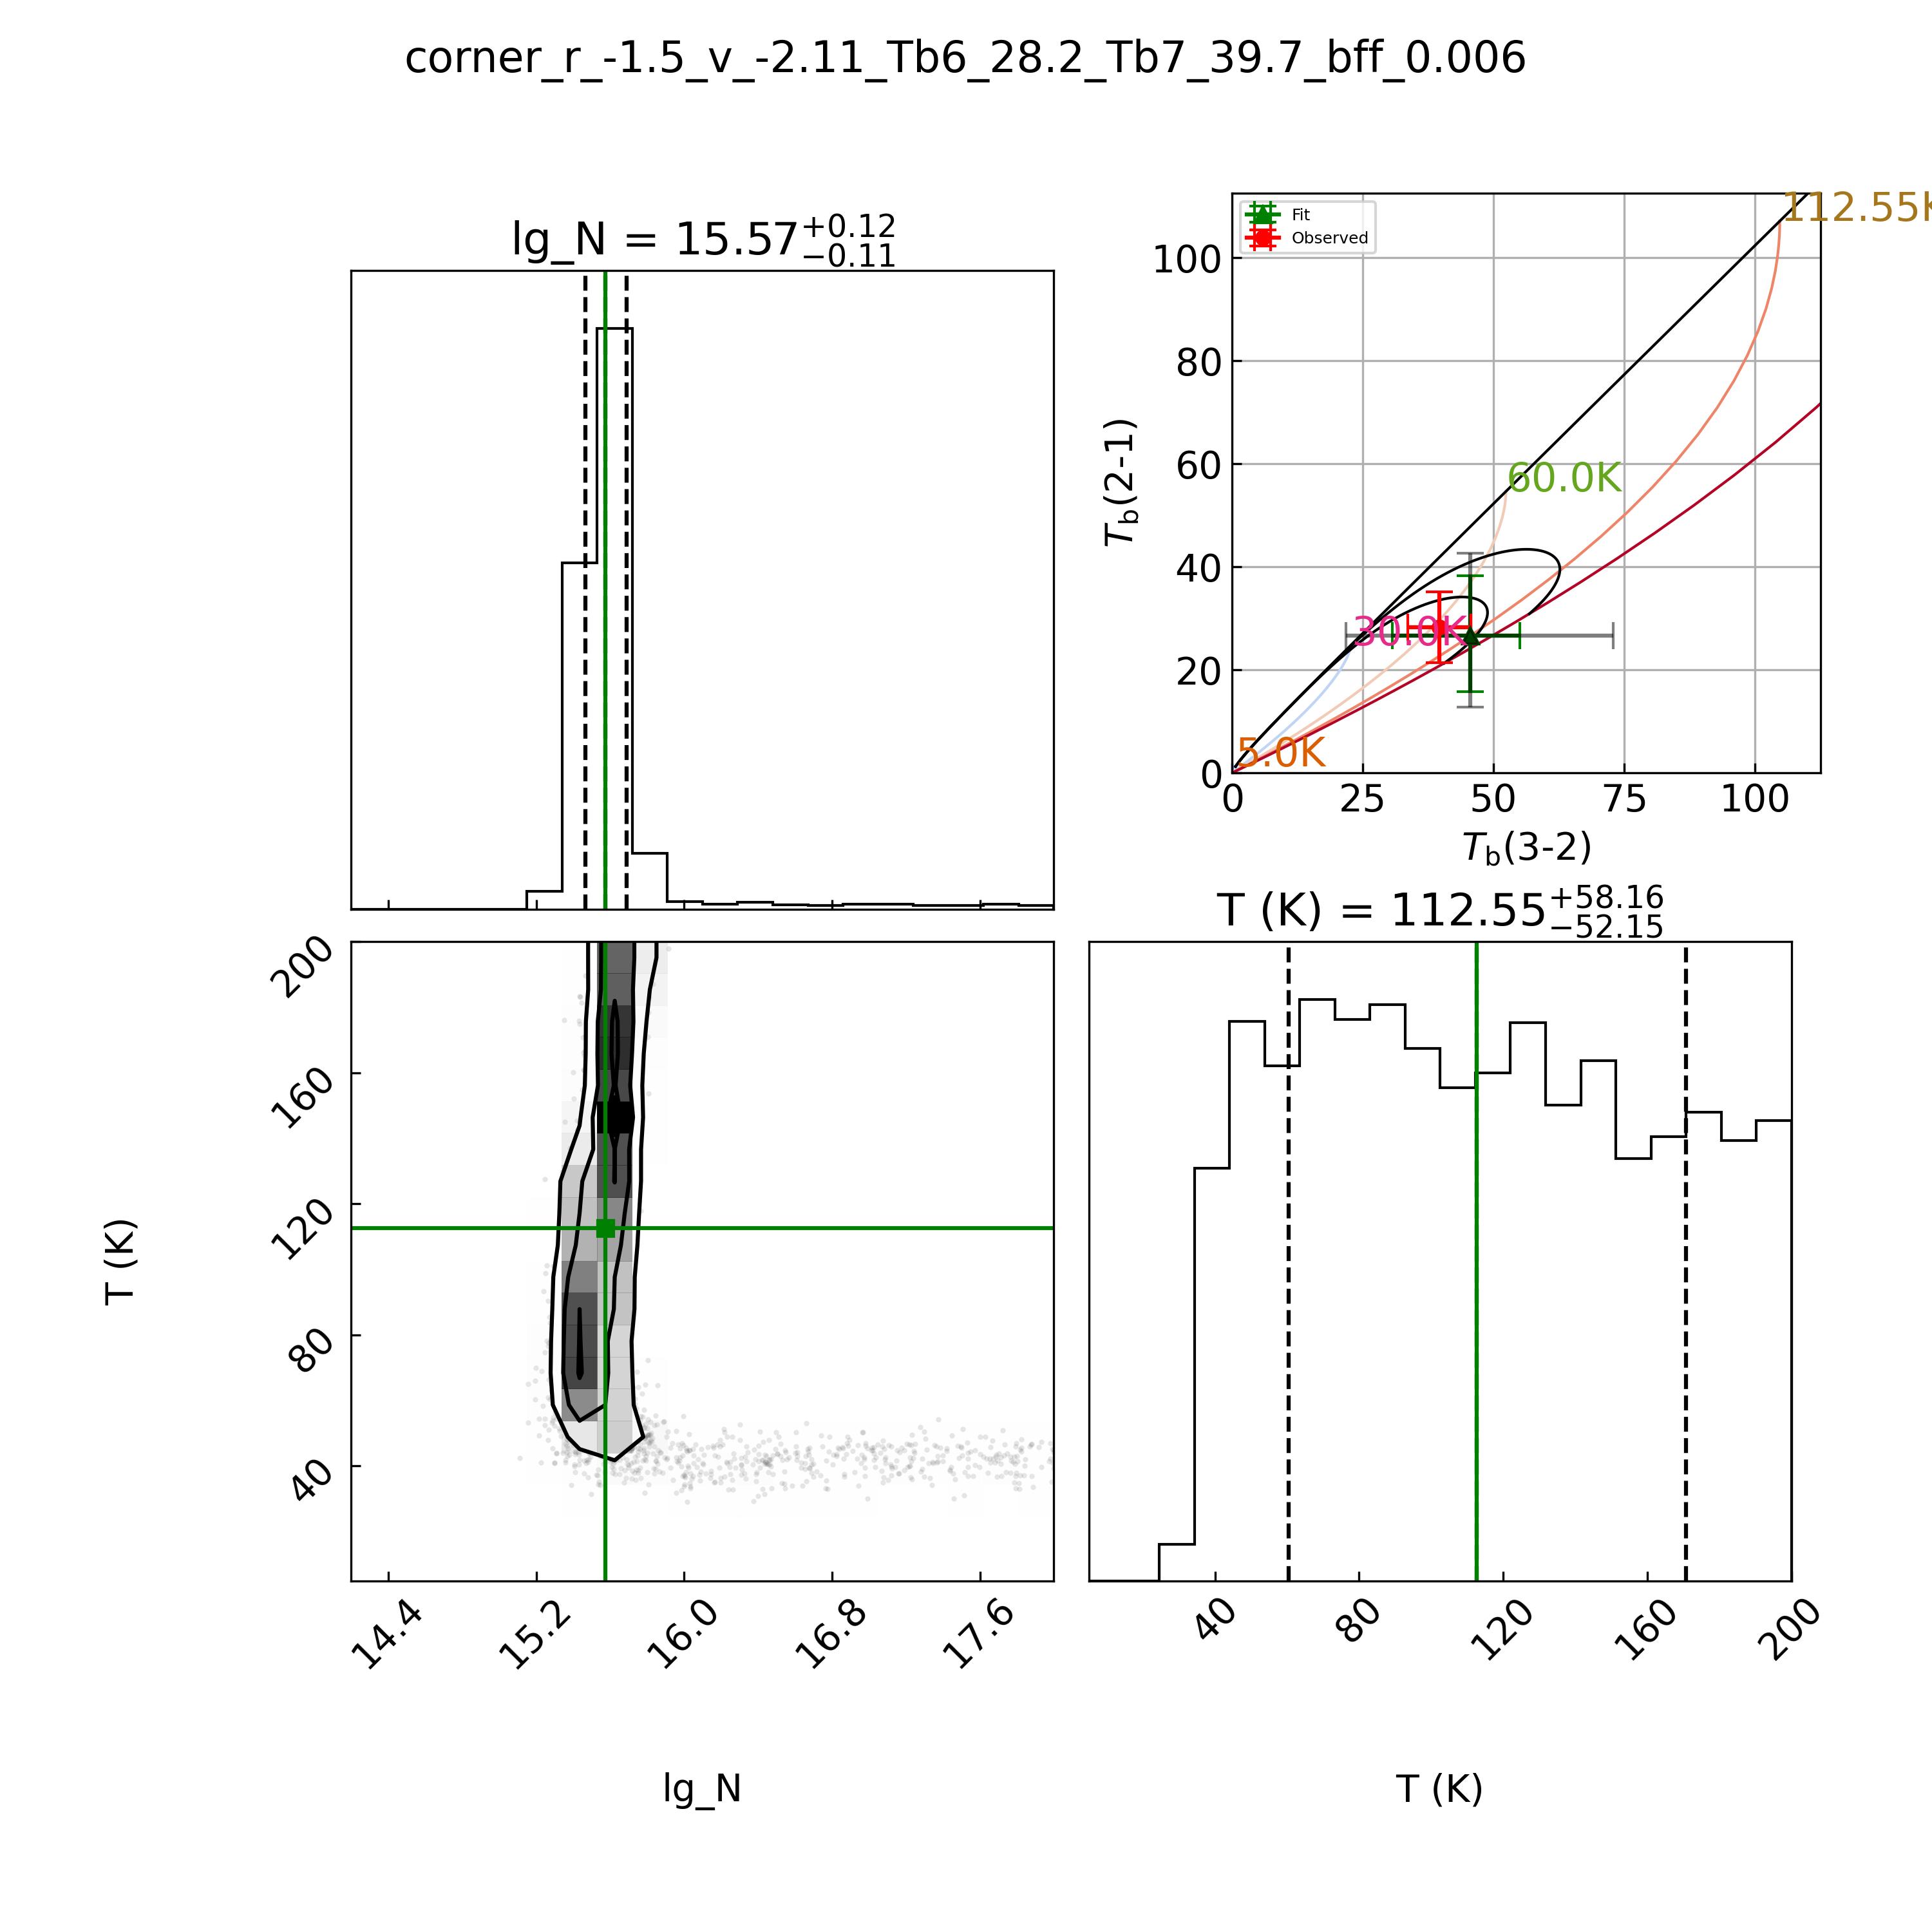 corner_r_-1.5_v_-2.11_Tb6_28.2_Tb7_39.7_bff_0.006
lg_N = 15.57+0.12
−0.11
Fit
Observed
112.55K
60.0K
30.0K
5.0K
100
80
60
40
20
0
Tb(2-1)
0 25 50 75 100
Tb(3-2)
T (K) = 112.55+58.16
−52.15
200
160
120
80
40
T (K)
14.4 15.2 16.0 16.8 17.6
lg_N
40 80 120 160 200
T (K)